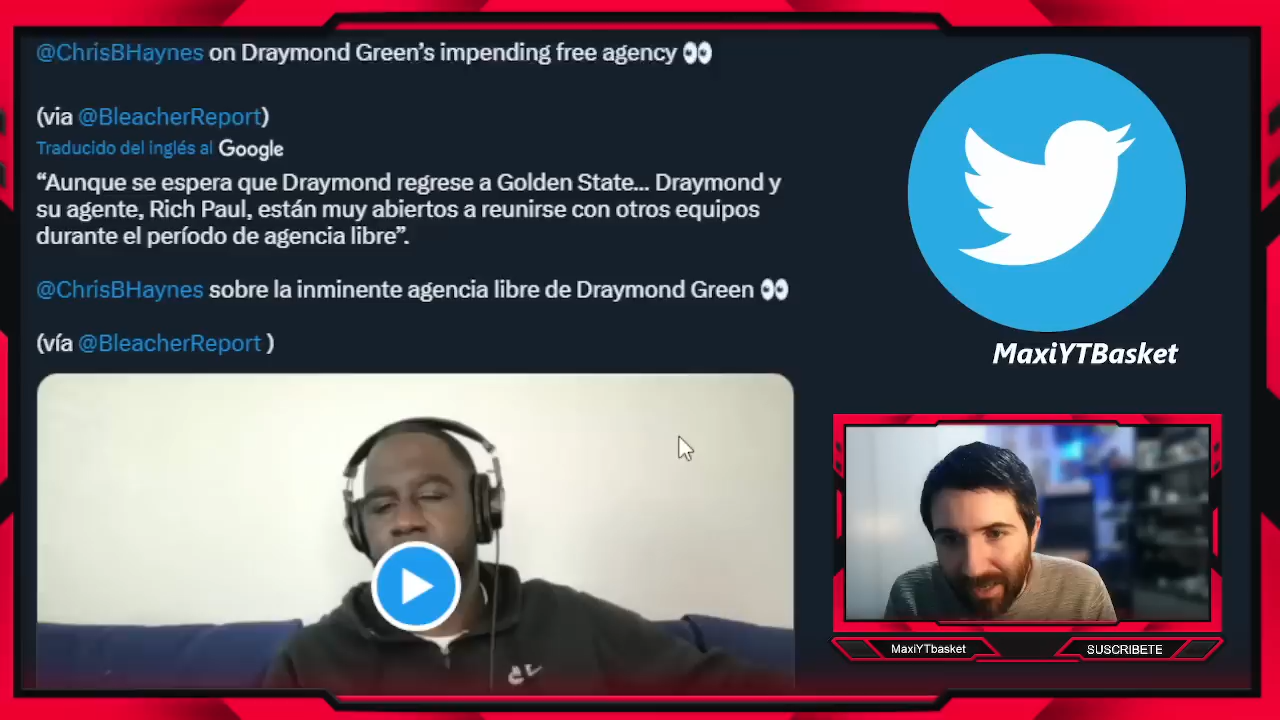 @ChrisBHaynes on Draymond Green’s impending free agency 👀
(via @BleacherReport)
Traducido del inglés al Google
“Aunque se espera que Draymond regrese a Golden State... Draymond y
su agente, Rich Paul, están muy abiertos a reunirse con otros equipos
durante el período de agencia libre”.
@ChrisBHaynes sobre la inminente agencia libre de Draymond Green 👀
(vía @BleacherReport )
MaxiYTBasket
MaxiYTbasket
SUSCRIBETE